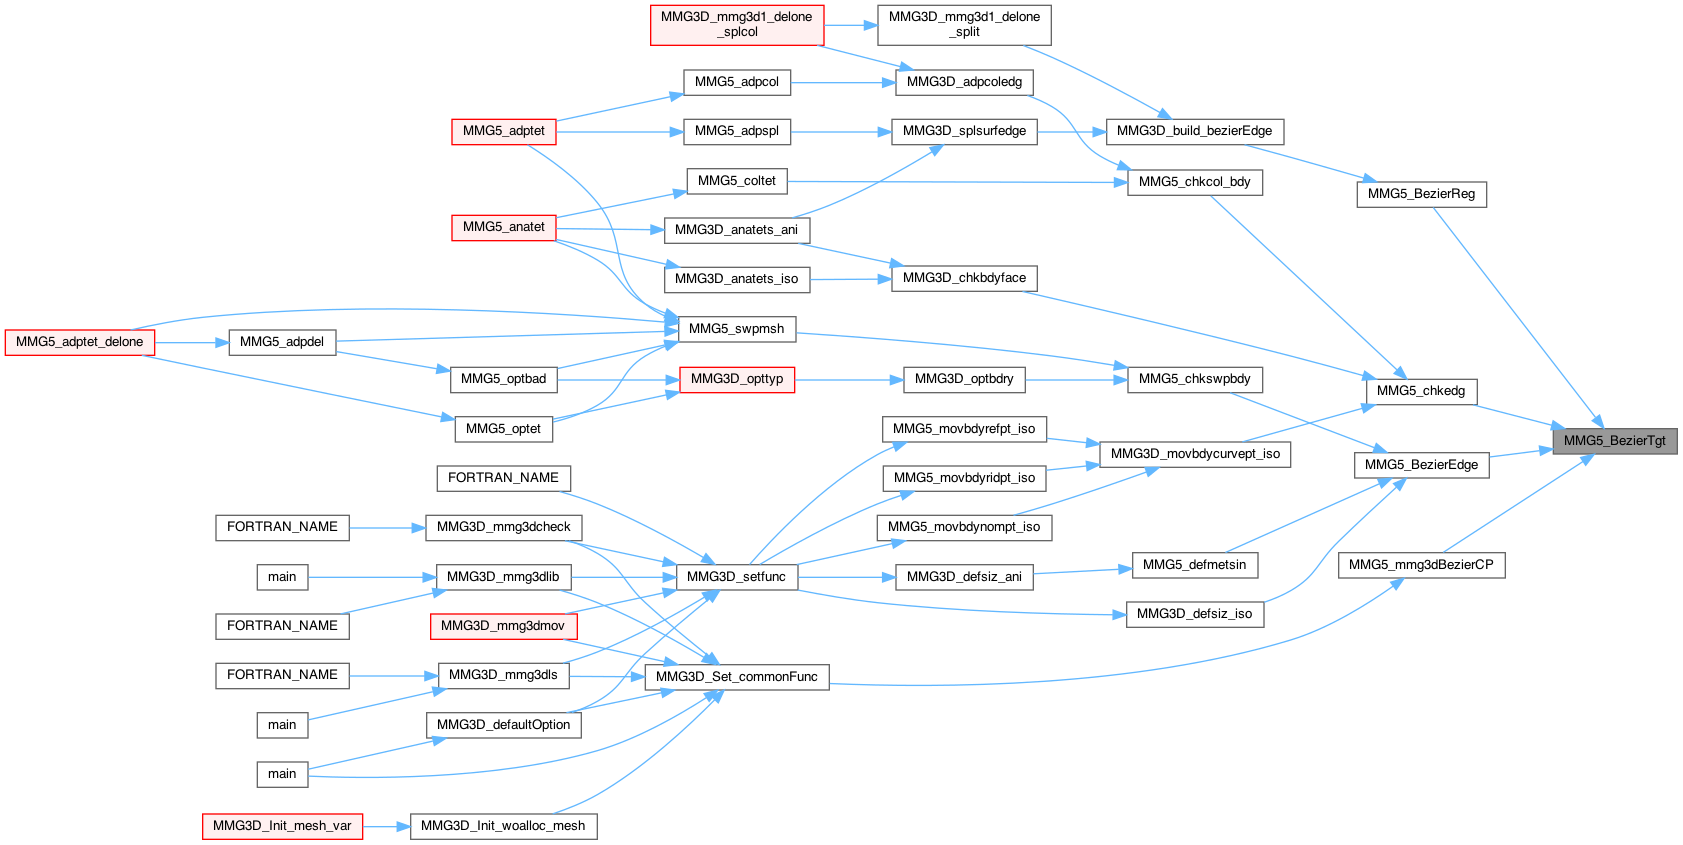 MMG3D_mmg3d1_delone
_splcol
MMG3D_mmg3d1_delone
_split
MMG5_adpcol
MMG3D_adpcoledg
MMG5_adptet
MMG5_adpspl
MMG3D_splsurfedge
MMG3D_build_bezierEdge
MMG5_coltet
MMG5_chkcol_bdy
MMG5_BezierReg
MMG5_anatet
MMG3D_anatets_ani
MMG3D_anatets_iso
MMG3D_chkbdyface
MMG5_adptet_delone
MMG5_adpdel
MMG5_swpmsh
MMG5_optbad
MMG3D_opttyp
MMG3D_optbdry
MMG5_chkswpbdy
MMG5_chkedg
MMG5_optet
MMG5_movbdyrefpt_iso
MMG5_BezierTgt
MMG3D_movbdycurvept_iso
MMG5_BezierEdge
FORTRAN_NAME
MMG5_movbdyridpt_iso
FORTRAN_NAME
MMG3D_mmg3dcheck
MMG5_movbdynompt_iso
MMG5_defmetsin
MMG5_mmg3dBezierCP
main
MMG3D_mmg3dlib
MMG3D_setfunc
MMG3D_defsiz_ani
MMG3D_defsiz_iso
FORTRAN_NAME
MMG3D_mmg3dmov
FORTRAN_NAME
MMG3D_mmg3dls
MMG3D_Set_commonFunc
main
MMG3D_defaultOption
main
MMG3D_Init_mesh_var
MMG3D_Init_woalloc_mesh